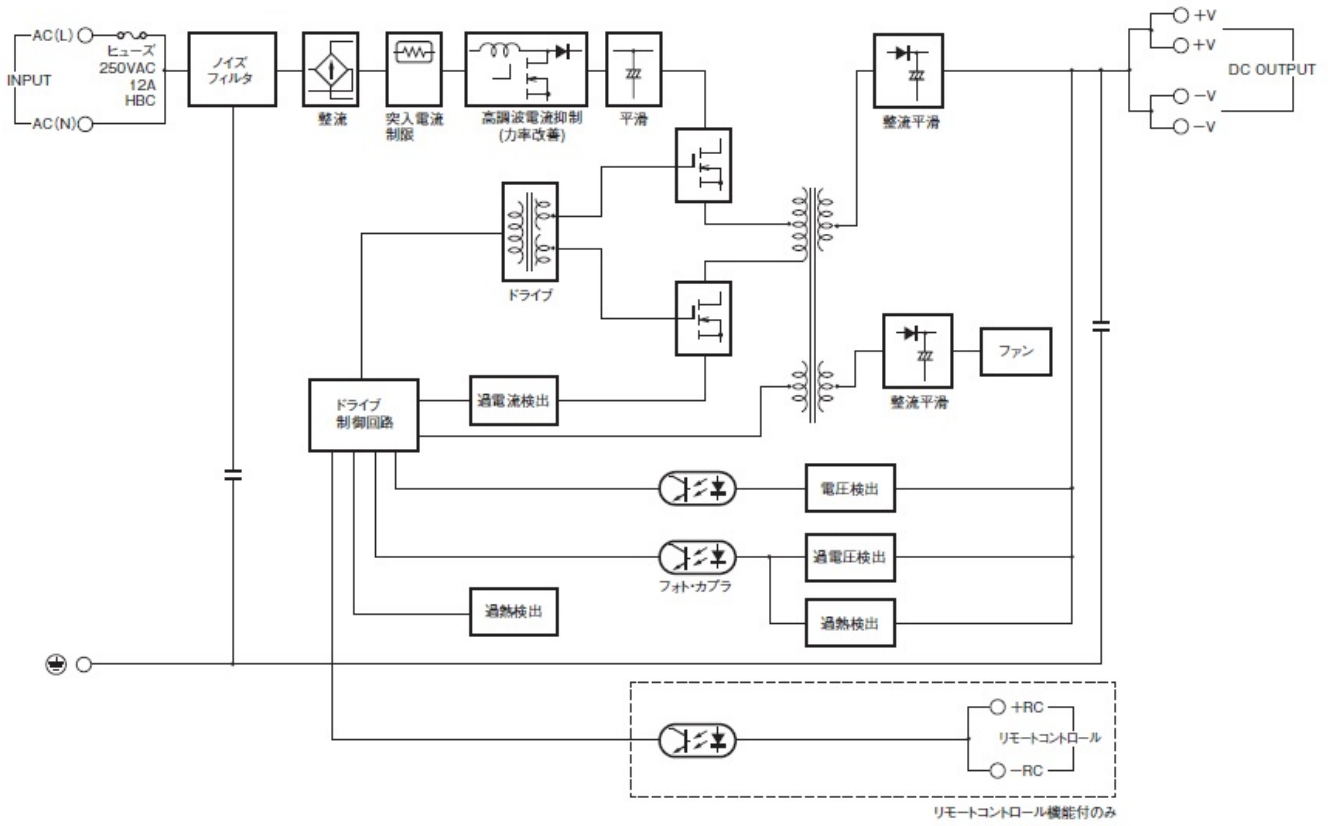 AC(L)
ヒューズ
250VAC
12A
HBC
INPUT
AC(N)
ノイズ
フィルタ
整流
突入電流
制限
高調波電流抑制
(力率改善)
平滑
整流平滑
+V
+V
DC OUTPUT
−V
−V
ドライブ
整流平滑
ファン
ドライブ
制御回路
過電流検出
電圧検出
過電圧検出
フォト・カプラ
過熱検出
過熱検出
+RC
リモートコントロール
−RC
リモートコントロール機能付のみ